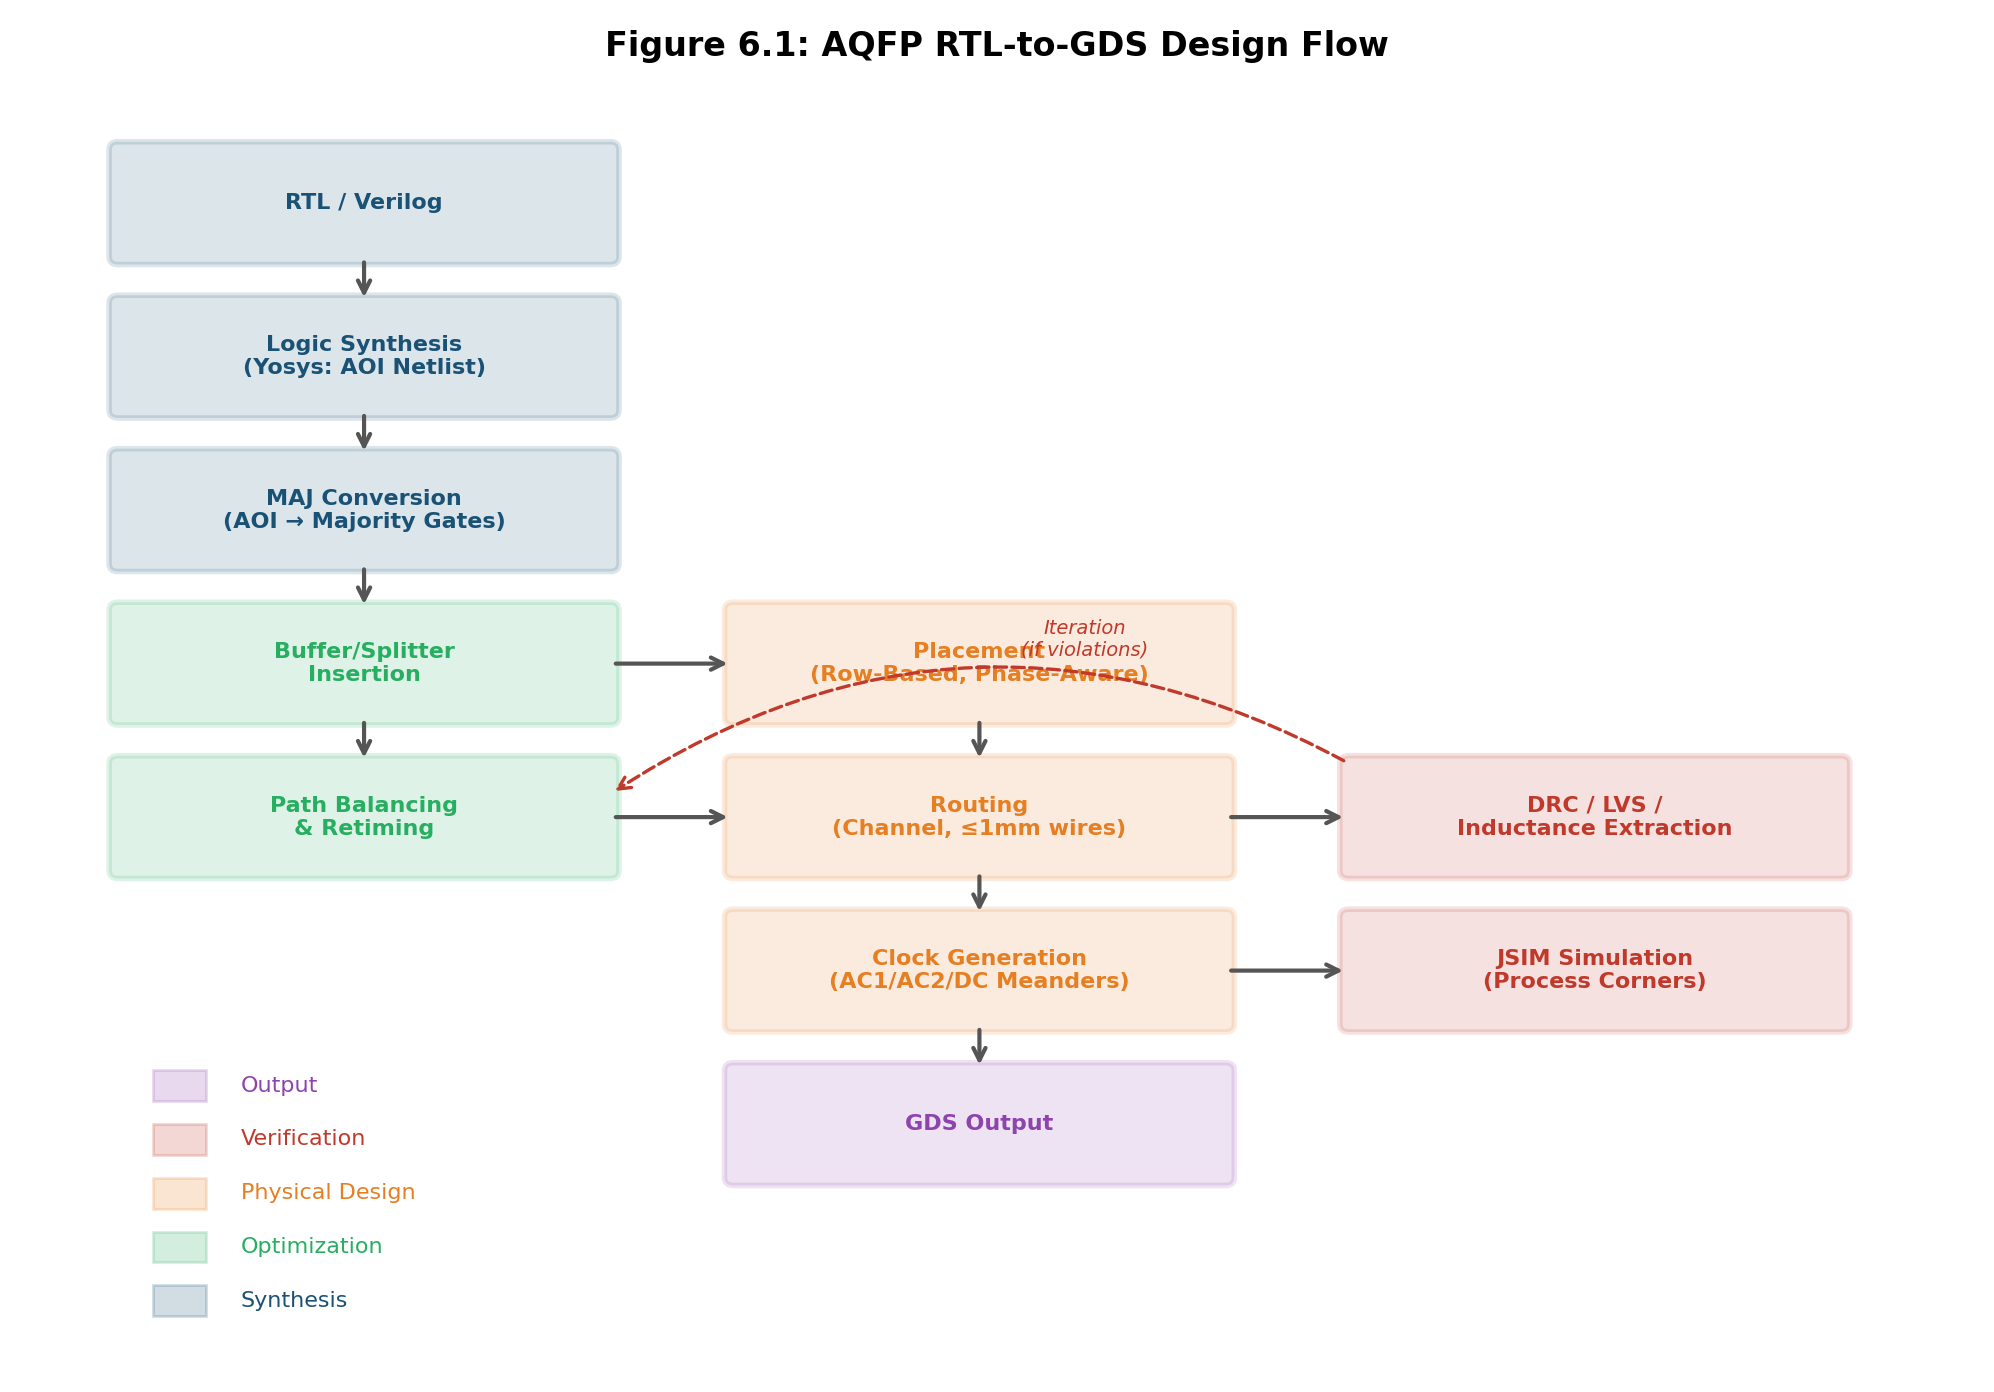 Figure 6.1: AQFP RTL-to-GDS Design Flow
RTL / Verilog
Logic Synthesis
(Yosys: AOI Netlist)
MAJ Conversion
(AOI → Majority Gates)
Buffer/Splitter
Insertion
Path Balancing
& Retiming
Placement
(Row-Based, Phase-Aware)
Iteration
(if violations)
Routing
(Channel, ≤1mm wires)
Clock Generation
(AC1/AC2/DC Meanders)
GDS Output
DRC / LVS /
Inductance Extraction
JSIM Simulation
(Process Corners)
Output
Verification
Physical Design
Optimization
Synthesis